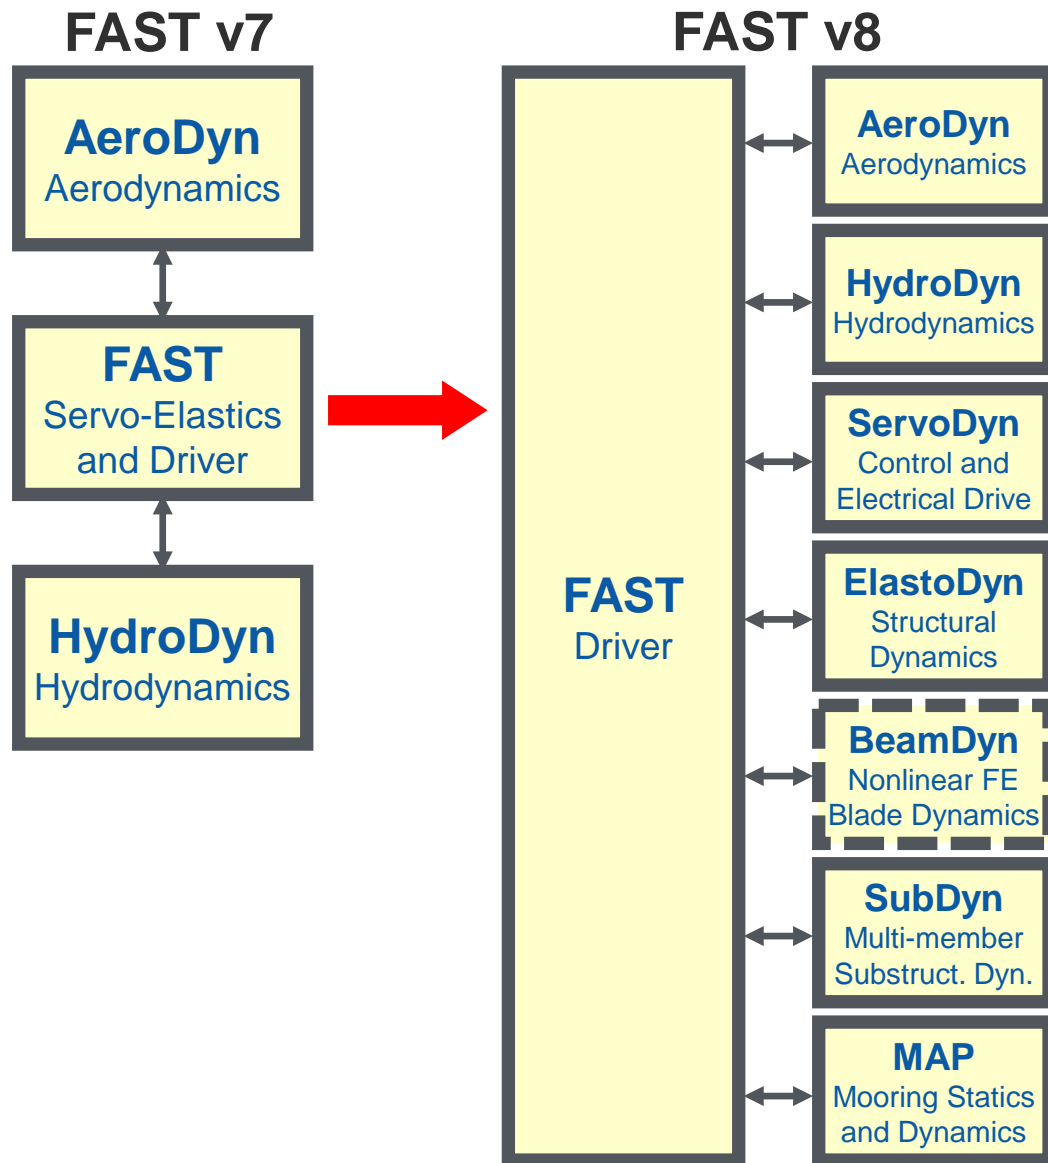 FAST v7
AeroDyn
Aerodynamics
FAST
Servo-Elastics
and Driver
HydroDyn
Hydrodynamics
FAST v8
FAST
Driver
AeroDyn
Aerodynamics
HydroDyn
Hydrodynamics
ServoDyn
Control and
Electrical Drive
ElastoDyn
Structural
Dynamics
BeamDyn
Nonlinear FE
Blade Dynamics
SubDyn
Multi-member
Substruct. Dyn.
MAP
Mooring Statics
and Dynamics